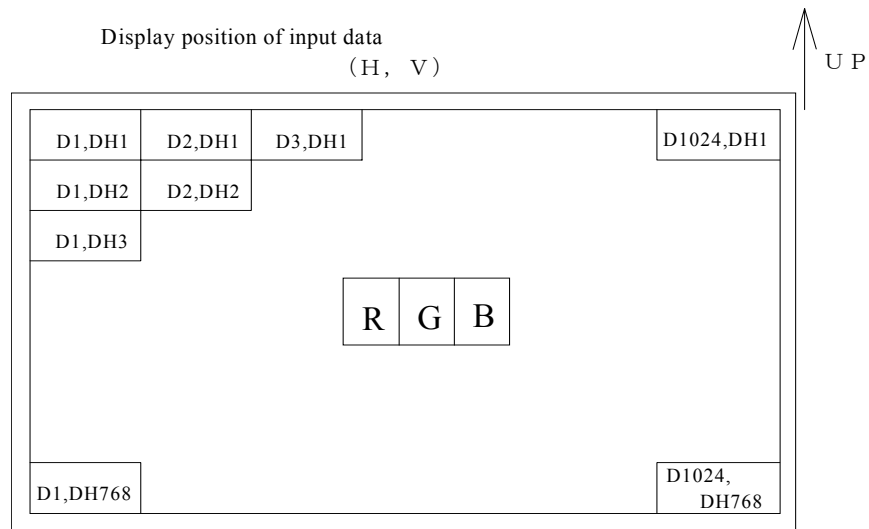 Display position of input data
（H，V）
ＵＰ
D1,DH1 D2,DH1 D3,DH1 D1024,DH1
D1,DH2 D2,DH2
D1,DH3
R G B
D1,DH768 D1024,
DH768